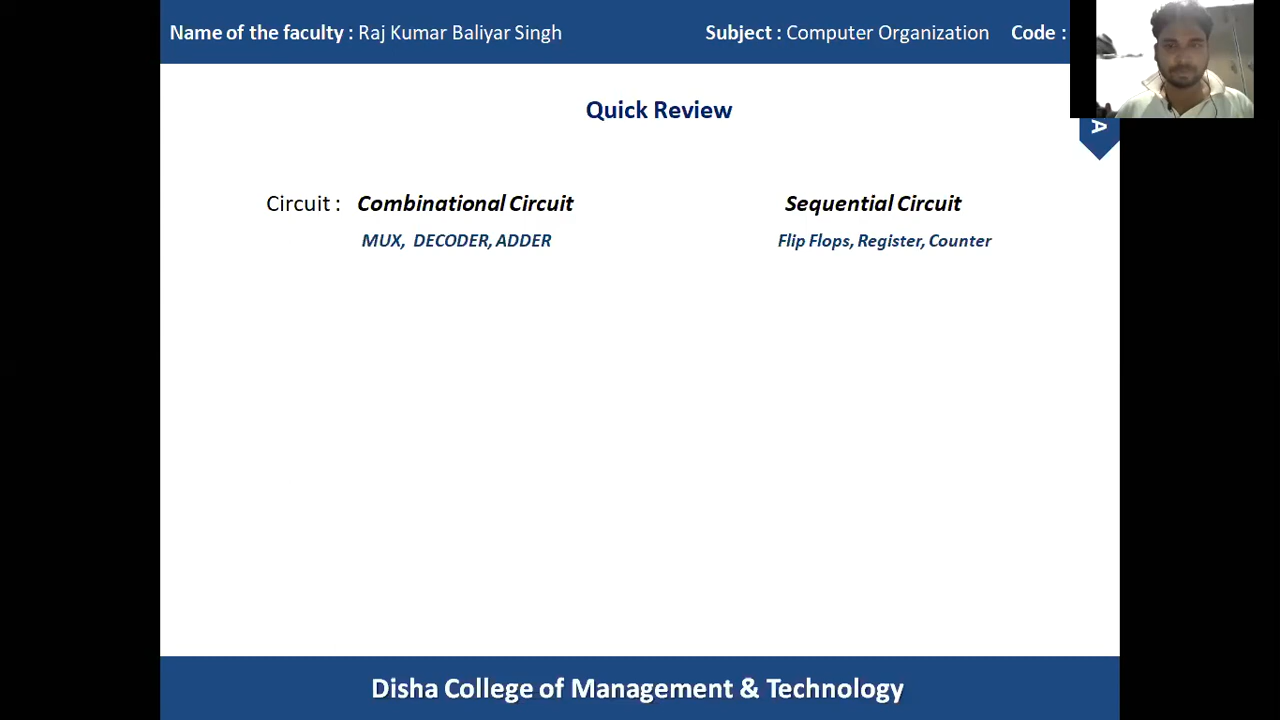 Name of the faculty : Raj Kumar Baliyar Singh Subject : Computer Organization Code :
A
Quick Review
Circuit : Combinational Circuit Sequential Circuit
MUX, DECODER, ADDER Flip Flops, Register, Counter
Disha College of Management & Technology